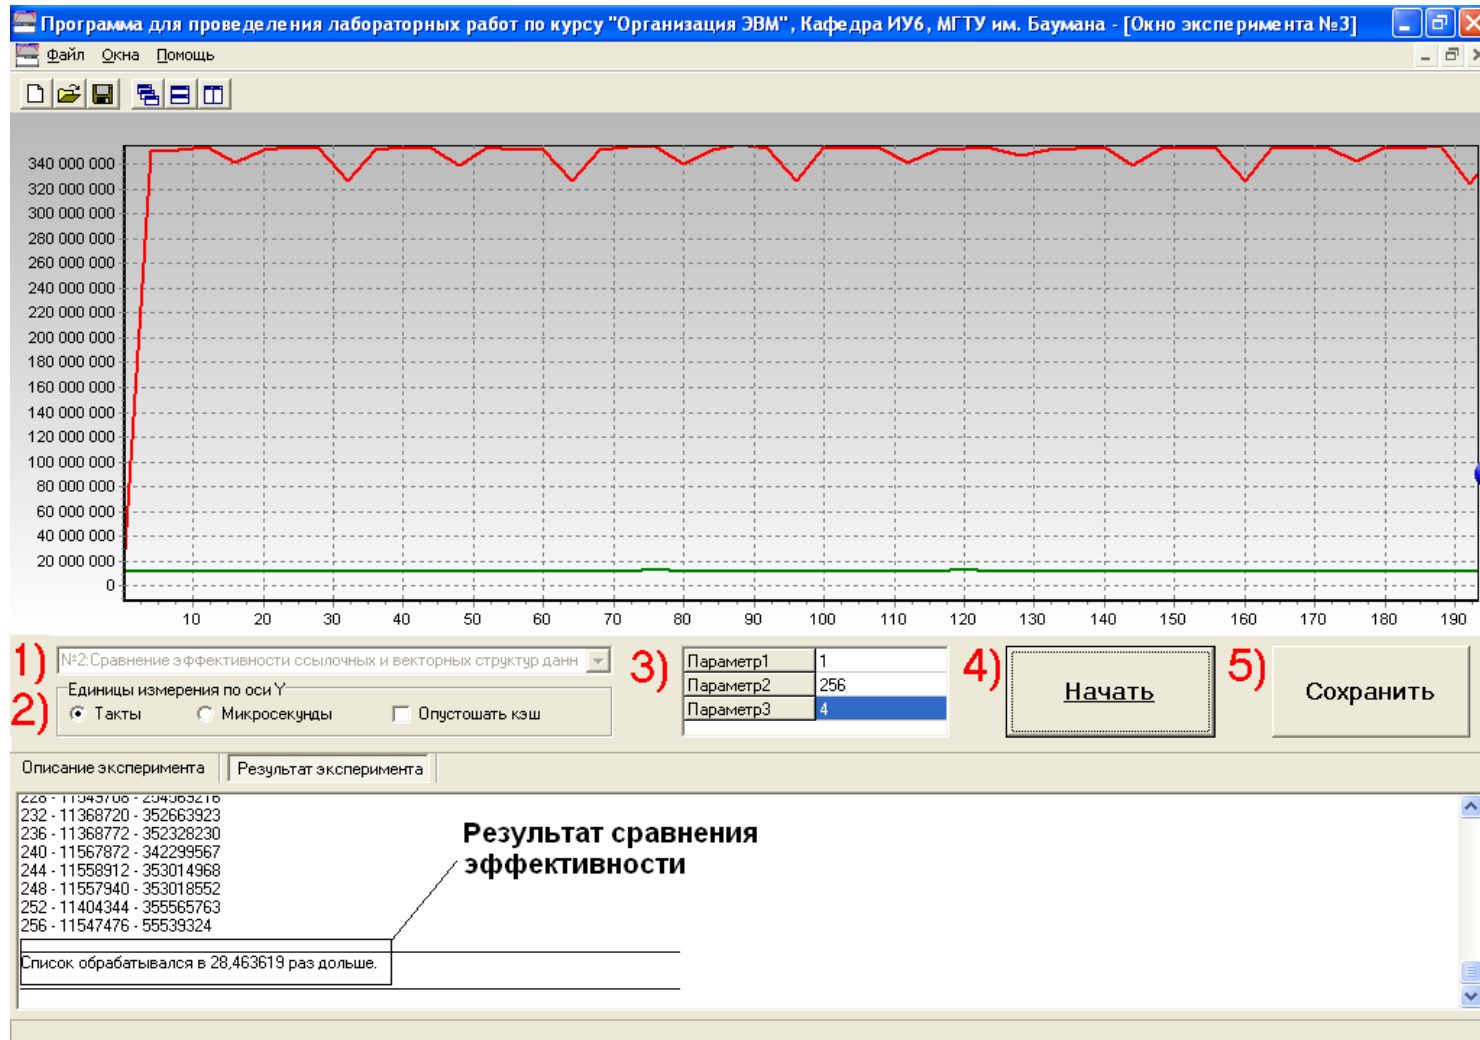 Программа для проведения лабораторных работ по курсу "Организация ЭВМ", Кафедра ИУ6, МГТУ им. Баумана - [Окно эксперимента №3]
Файл Окна Помощь
340 000 000
320 000 000
300 000 000
280 000 000
260 000 000
240 000 000
220 000 000
200 000 000
180 000 000
160 000 000
140 000 000
120 000 000
100 000 000
80 000 000
60 000 000
40 000 000
20 000 000
0
10 20 30 40 50 60 70 80 90 100 110 120 130 140 150 160 170 180 190
1)
№2:Сравнение эффективности ссылочных и векторных структур данн
2)
Единицы измерения по оси Y
Такты Микросекунды Опустошать кэш
3)
Параметр1 1
Параметр2 256
Параметр3 4
4)
Начать
5)
Сохранить
Описание эксперимента Результат эксперимента
232 - 11368720 - 352663923
236 - 11368772 - 352328230
240 - 11567872 - 342299567
244 - 11558912 - 353014968
248 - 11557940 - 353018552
252 - 11404344 - 355565763
256 - 11547476 - 55539324
Список обрабатывался в 28,463619 раз дольше.
Результат сравнения
эффективности